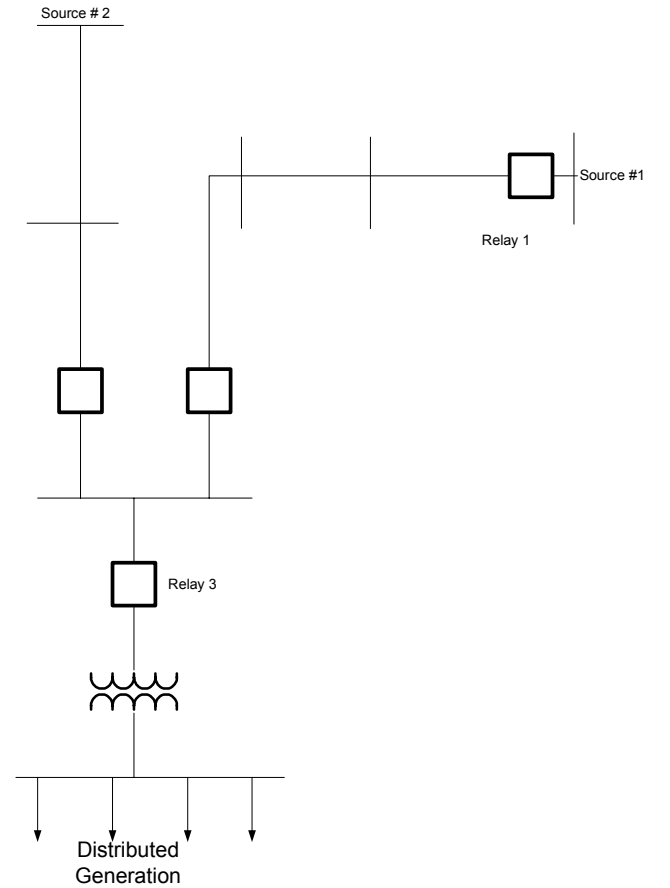 Source # 2
Source #1
Relay 1
Relay 3
Distributed
Generation